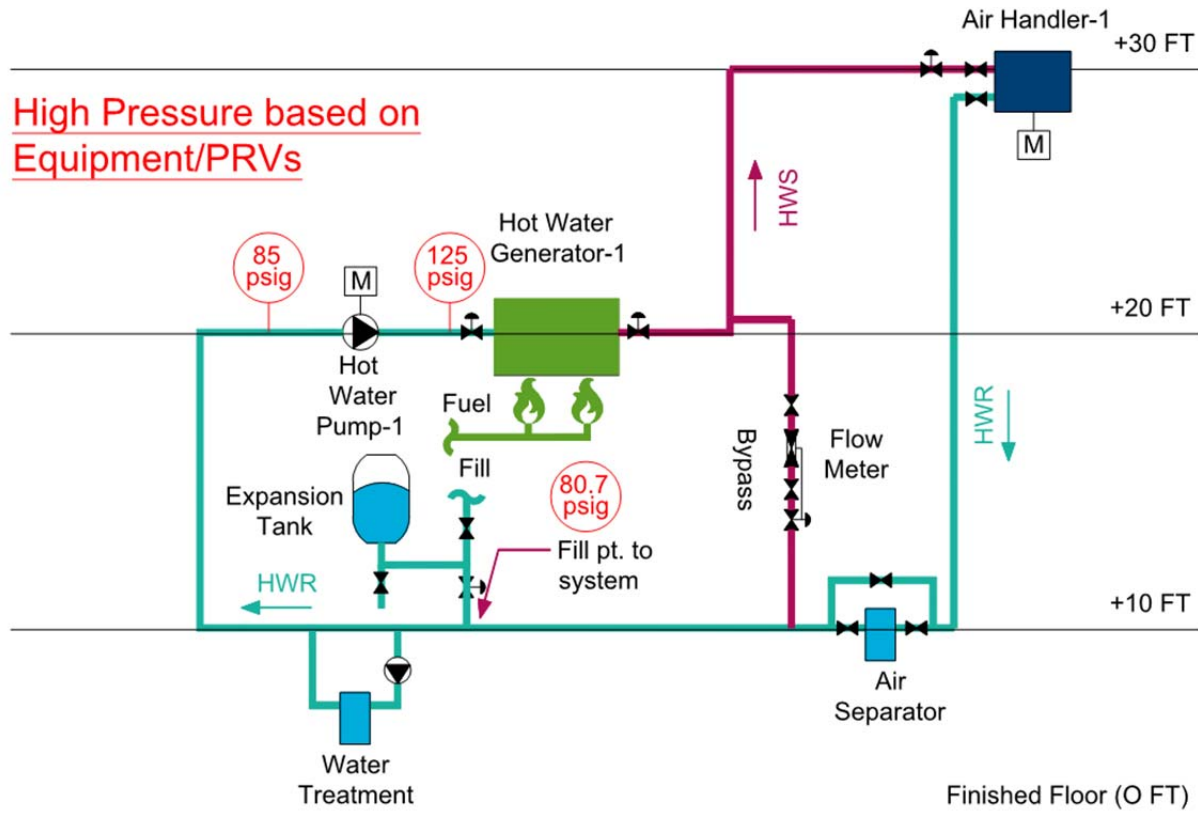 Air Handler-1
+30 FT
High Pressure based on
Equipment/PRVs
M
HWS
Hot Water
Generator-1
85
psig
125
psig
M
+20 FT
Hot
Water
Pump-1
Fuel
HWR
Bypass
Flow
Meter
Fill
80.7
psig
Expansion
Tank
Fill pt. to
system
HWR
+10 FT
Air
Separator
Water
Treatment
Finished Floor (O FT)